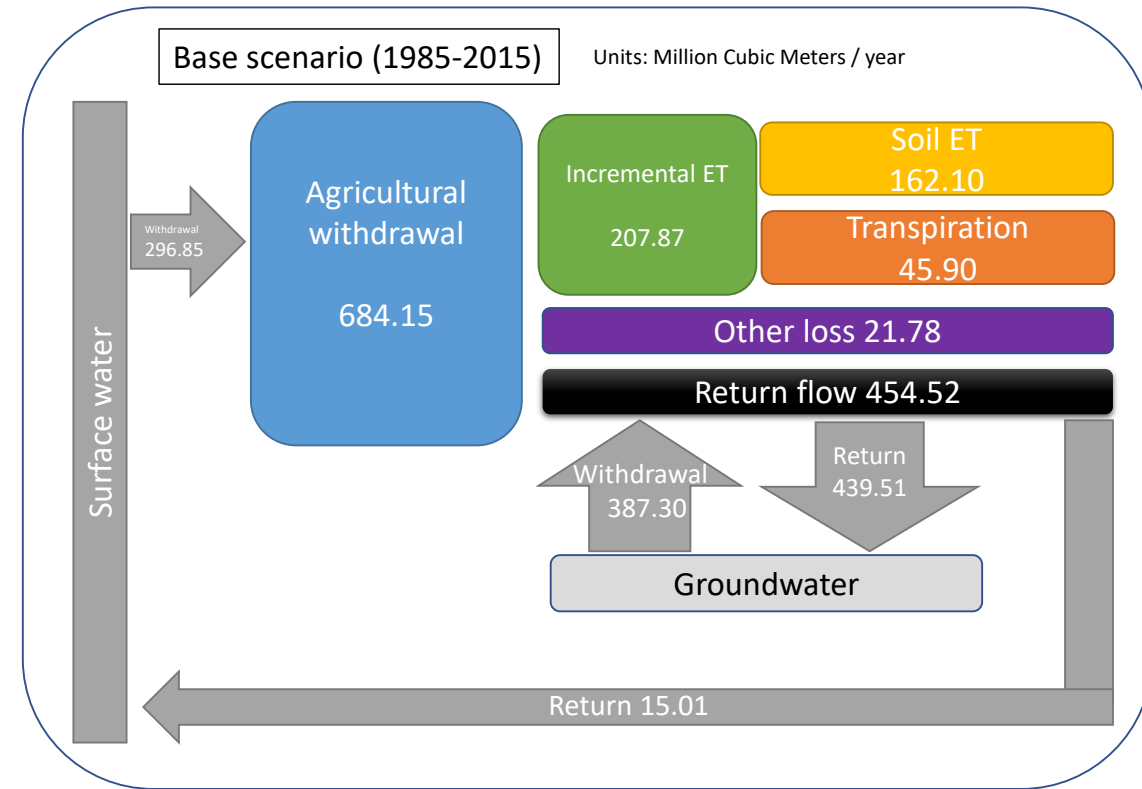 Base scenario (1985-2015)
Units: Million Cubic Meters / year
Surface water
Withdrawal
296.85
Agricultural
withdrawal
684.15
Incremental ET
207.87
Soil ET
162.10
Transpiration
45.90
Other loss 21.78
Return flow 454.52
Withdrawal
387.30
Return
439.51
Groundwater
Return 15.01